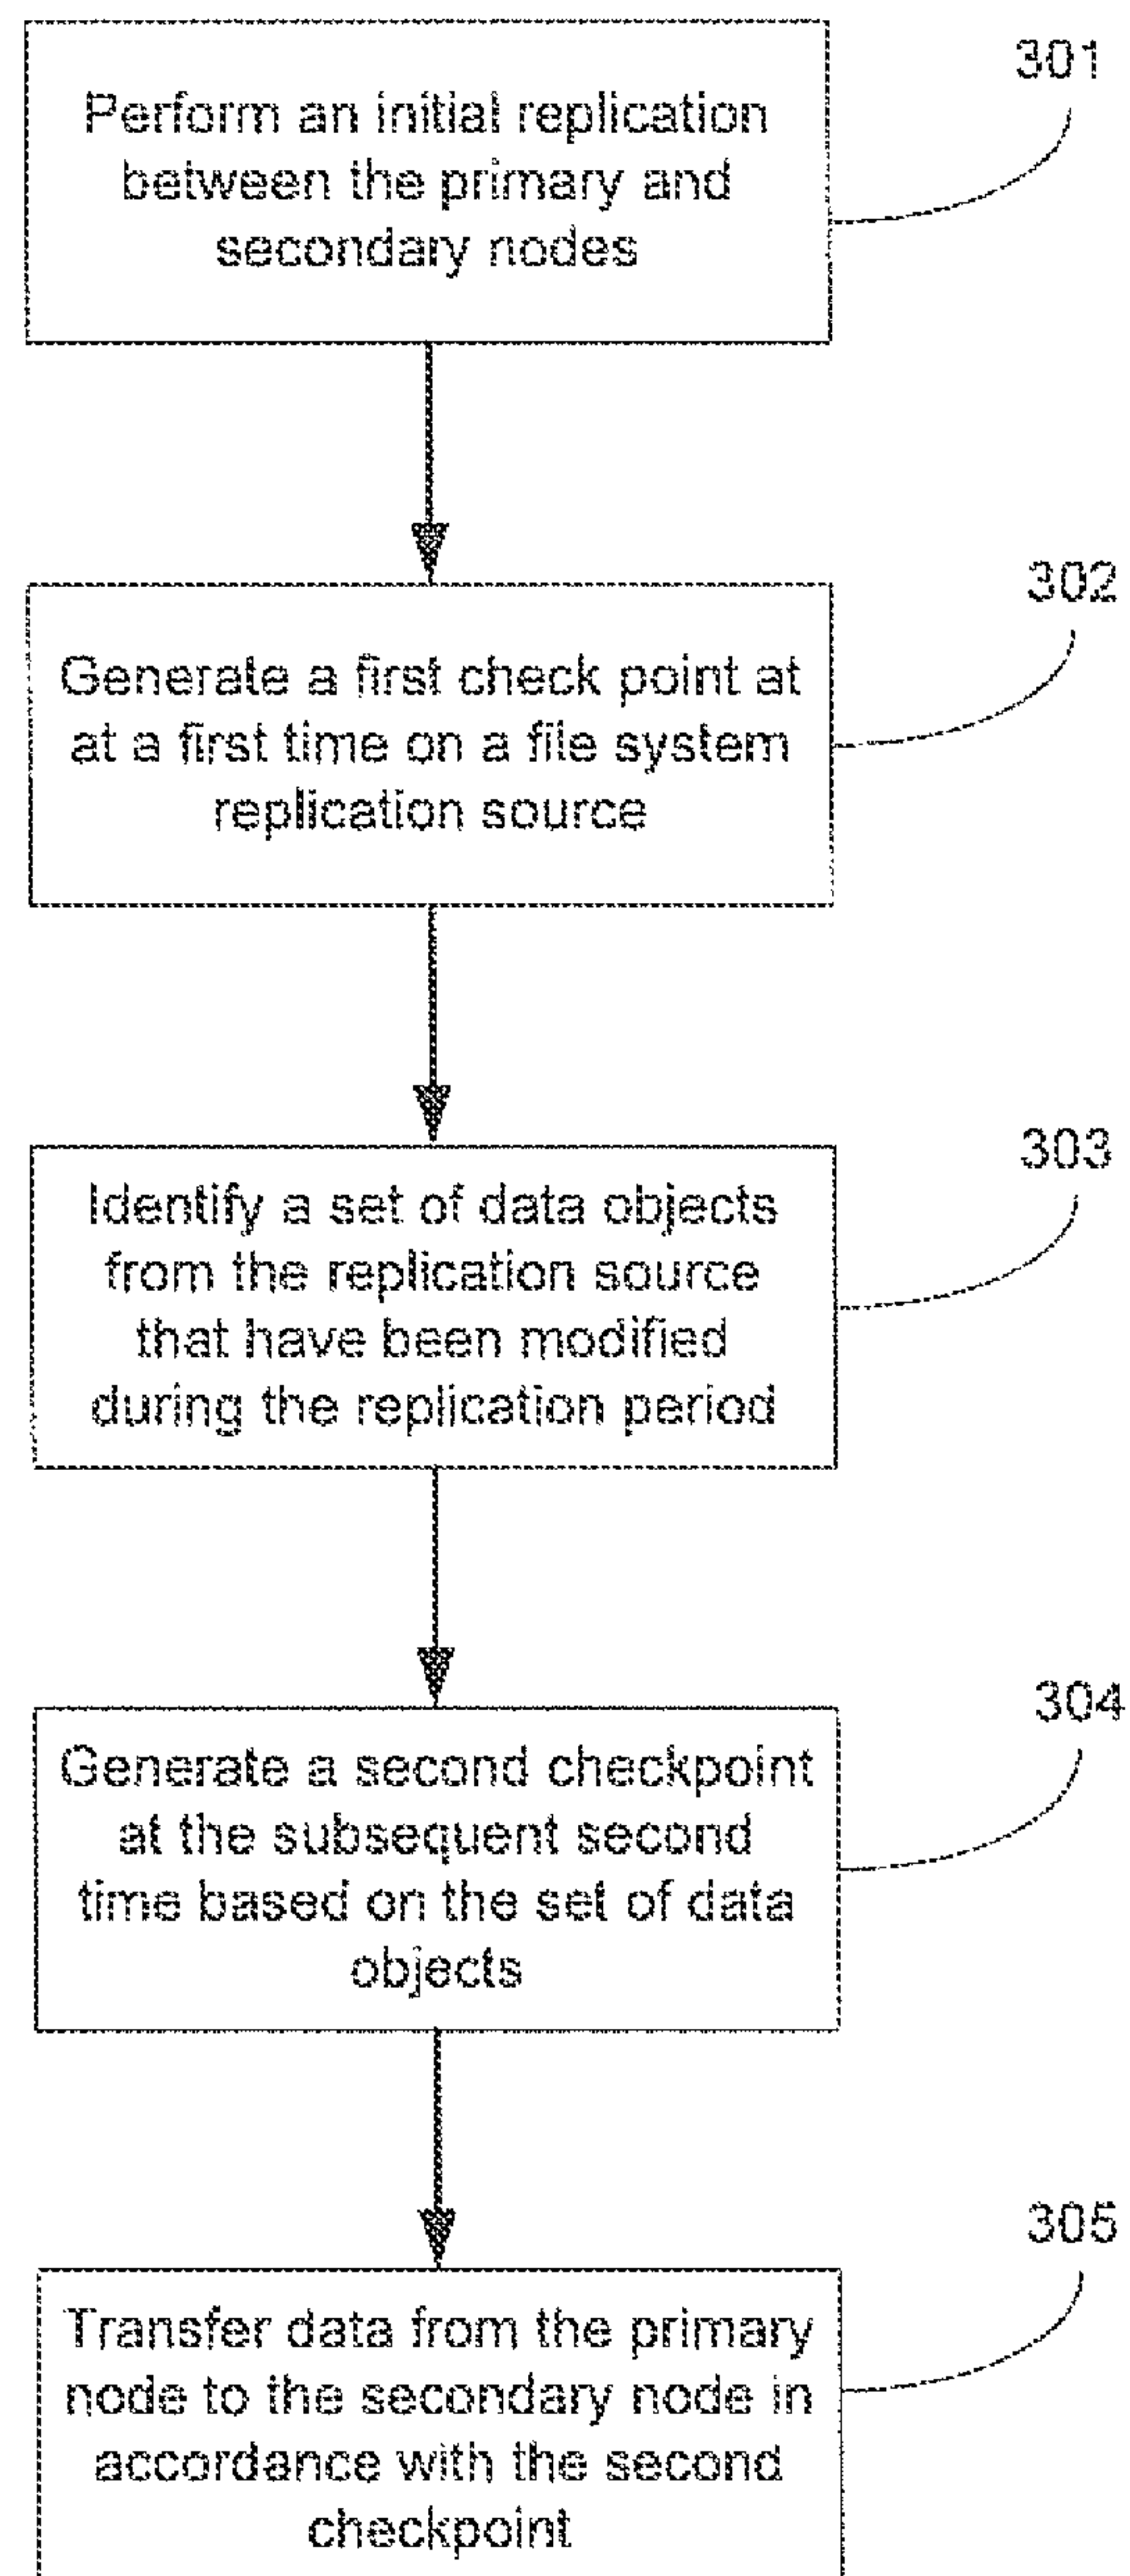 301
Perform an initial replication
between the primary and
secondary nodes
302
Generate a first check point at
at a first time on a file system
replication source
303
Identify a set of data objects
from the replication source
that have been modified
during the replication period
304
Generate a second checkpoint
at the subsequent second
time based on the set of data
objects
305
Transfer data from the primary
node to the secondary node in
accordance with the second
checkpoint